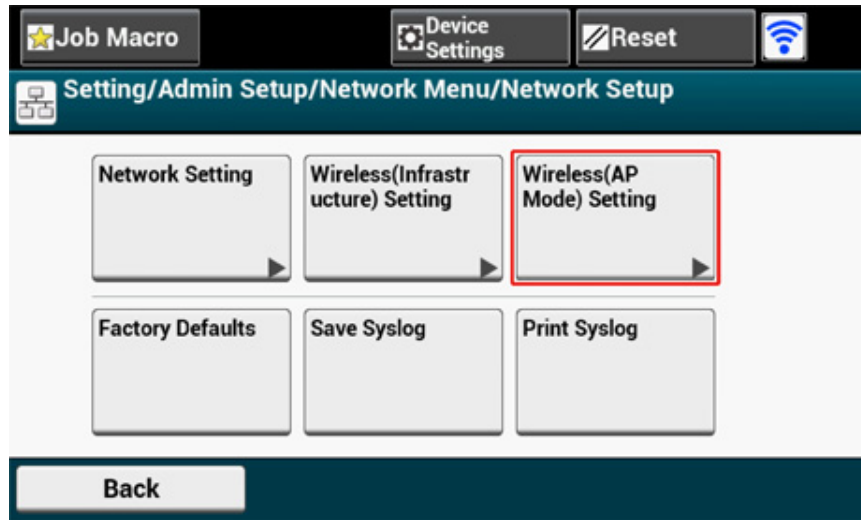 Job Macro
Device
Settings
Reset
Setting/Admin Setup/Network Menu/Network Setup
Network Setting
Wireless(Infrastr
ucture) Setting
Wireless(AP
Mode) Setting
Factory Defaults
Save Syslog
Print Syslog
Back